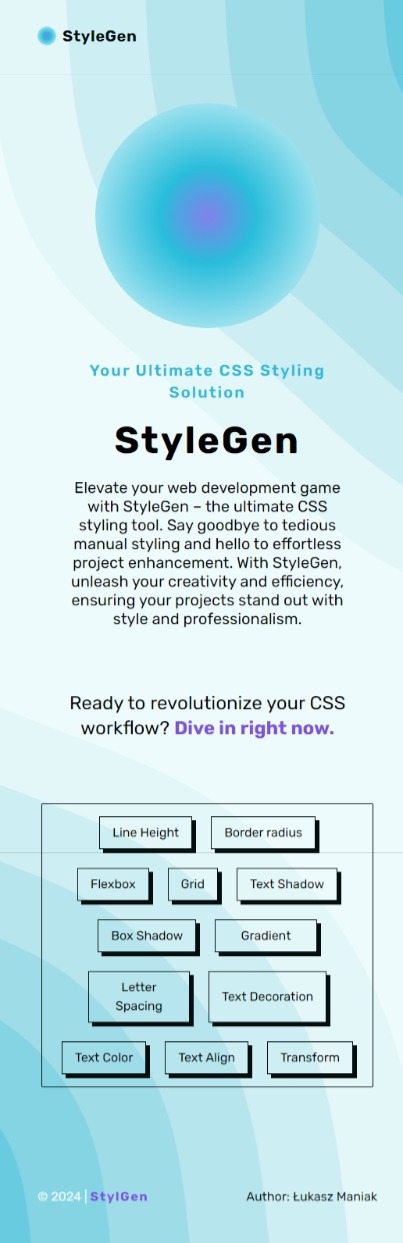 StyleGen
Your Ultimate CSS Styling
Solution
StyleGen
Elevate your web development game
with StyleGen – the ultimate CSS
styling tool. Say goodbye to tedious
manual styling and hello to effortless
project enhancement. With StyleGen,
unleash your creativity and efficiency,
ensuring your projects stand out with
style and professionalism.
Ready to revolutionize your CSS
workflow? Dive in right now.
Line Height
Border radius
Flexbox
Grid
Text Shadow
Box Shadow
Gradient
Letter
Spacing
Text Decoration
Text Color
Text Align
Transform
© 2024 | StylGen
Author: Łukasz Maniak